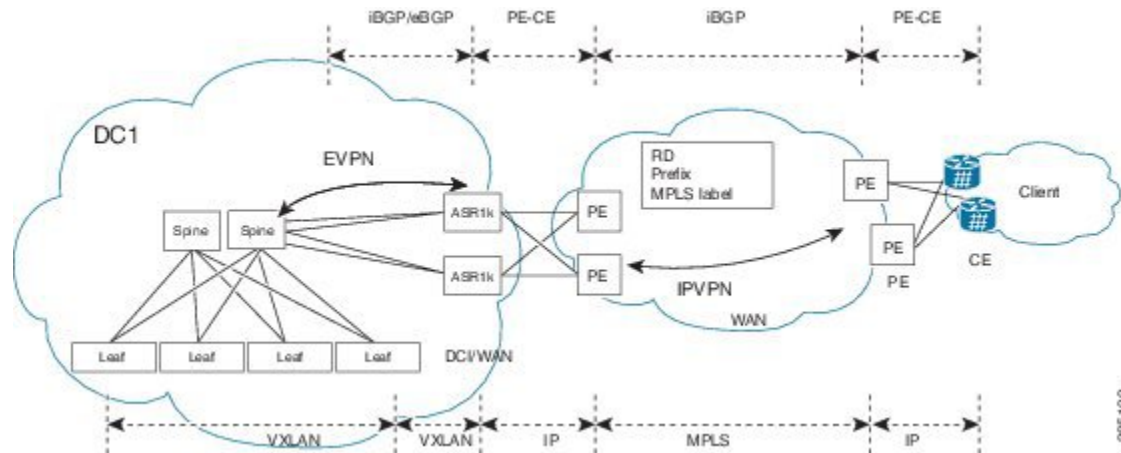 iBGP/eBGP PE-CE iBGP PE-CE
DC1
EVPN
RD
Prefix
MPLS label
PE
Client
ASR1k
PE
Spine
Spine
PE
CE
ASR1k
PE
PE
IPVPN
WAN
Leaf
Leaf
Leaf
Leaf
DCI/WAN
VXLAN VXLAN IP MPLS IP